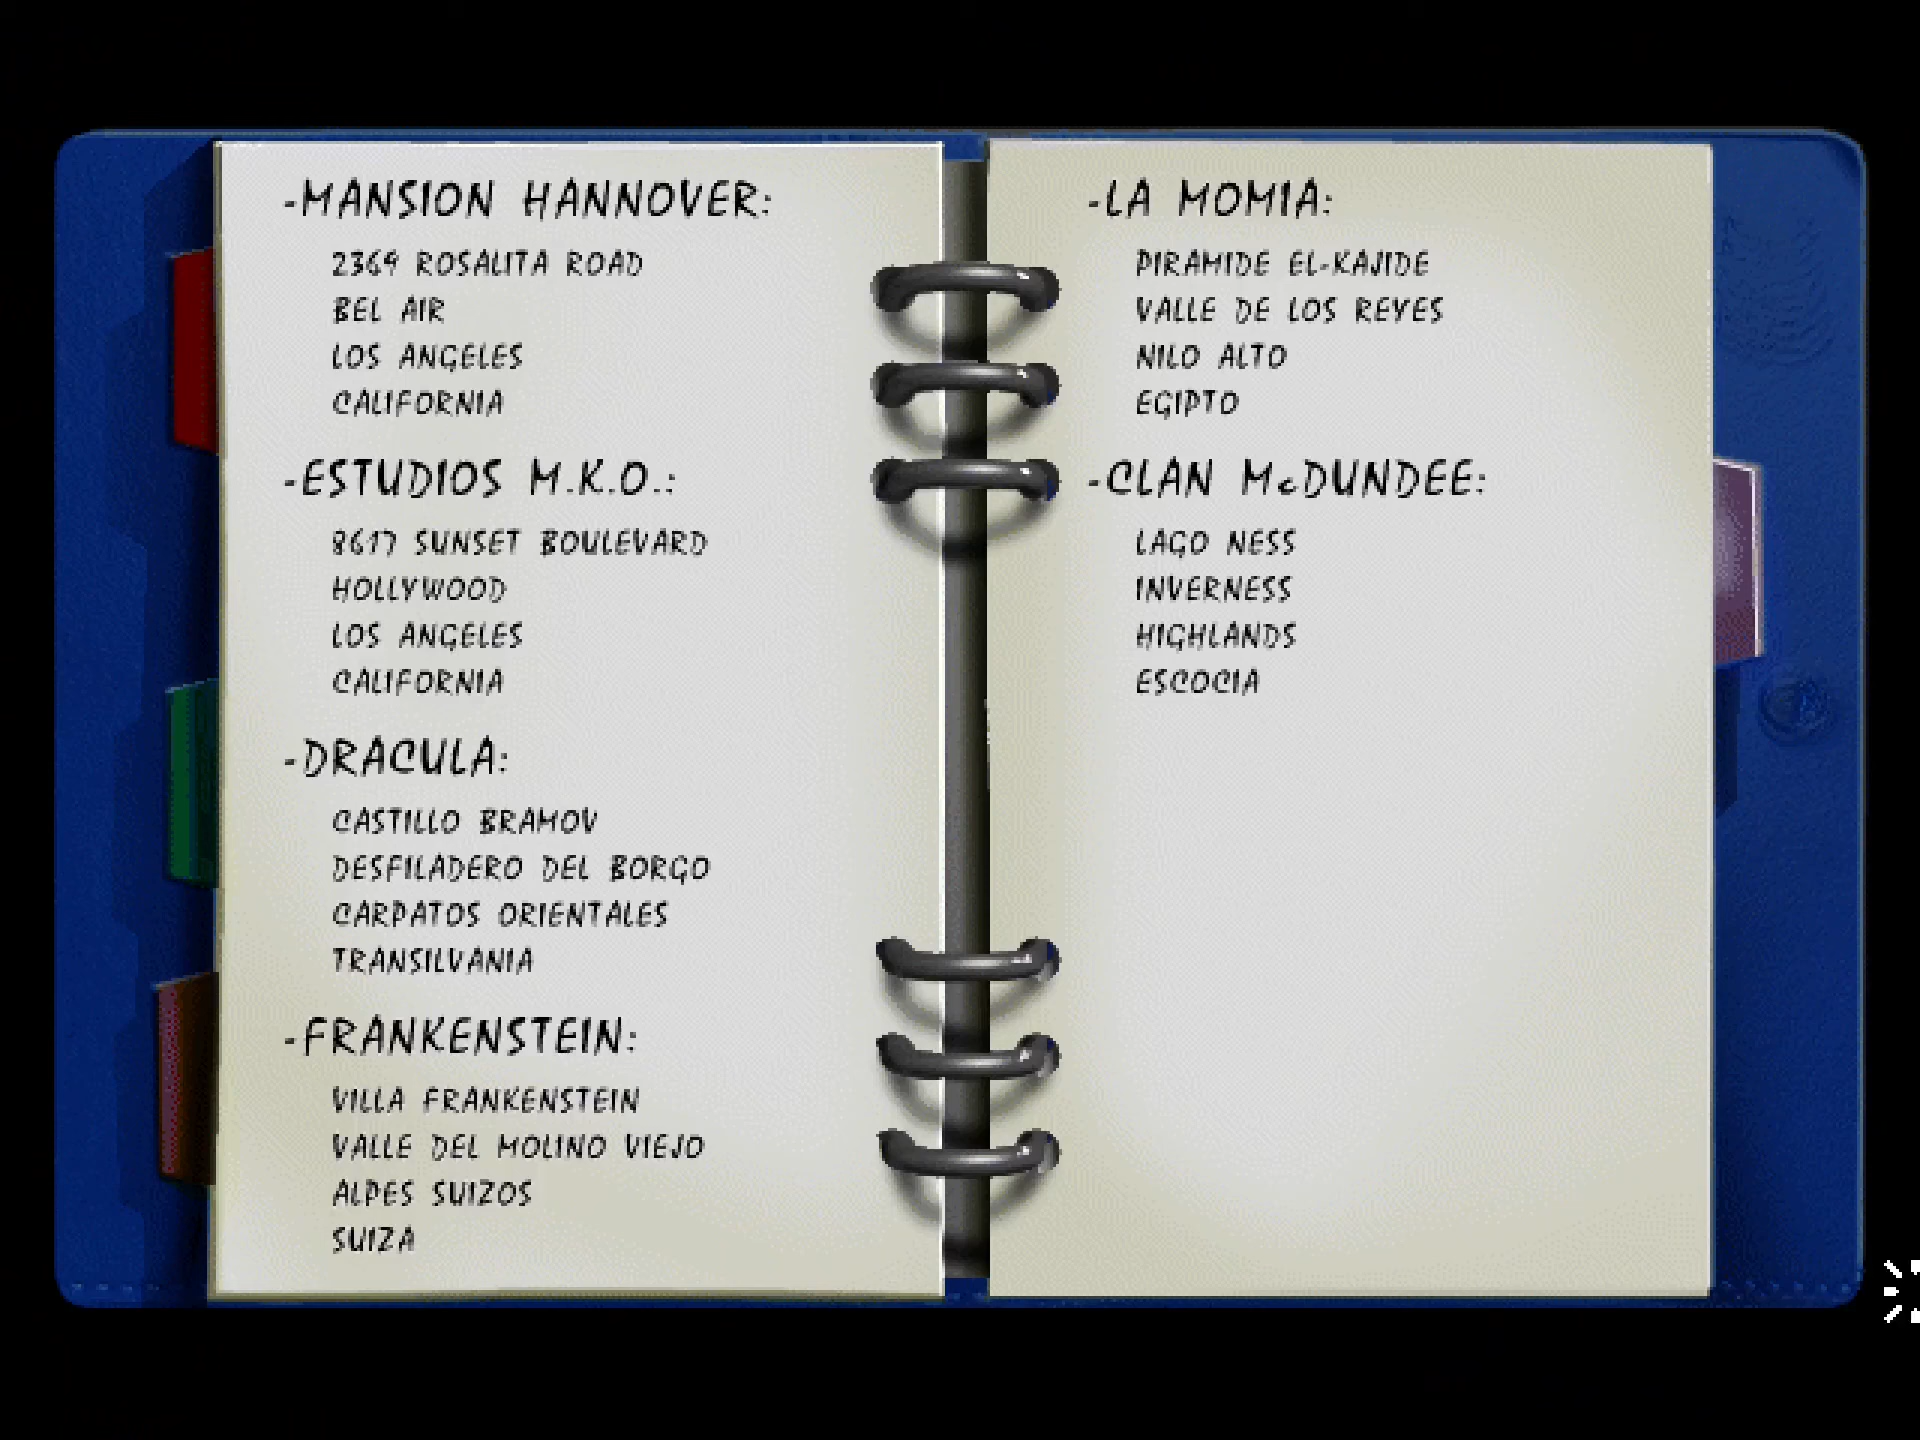 -MANSION HANNOVER:
2369 ROSALITA ROAD
BEL AIR
LOS ANGELES
CALIFORNIA
-ESTUDIOS M.K.O.:
8617 SUNSET BOULEVARD
HOLLYWOOD
LOS ANGELES
CALIFORNIA
-DRACULA:
CASTILLO BRAMOV
DESFILADERO DEL BORGO
CARPATOS ORIENTALES
TRANSILVANIA
-FRANKENSTEIN:
VILLA FRANKENSTEIN
VALLE DEL MOLINO VIEJO
ALPES SUIZOS
SUIZA
-LA MOMIA:
PIRAMIDE EL-KAJIDE
VALLE DE LOS REYES
NILO ALTO
EGIPTO
-CLAN McDUNDEE:
LAGO NESS
INVERNESS
HIGHLANDS
ESCOCIA